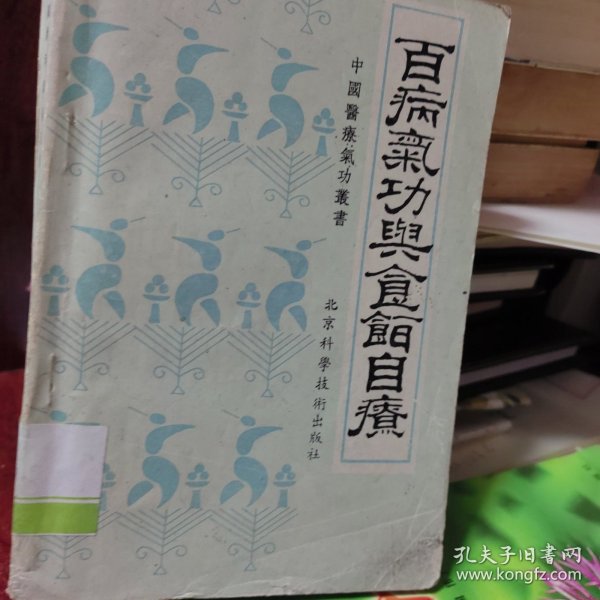 百病氣功與食餌自療
中國醫療氣功叢書
北京科學技術出版社
孔夫子旧书网
www.kongfz.com